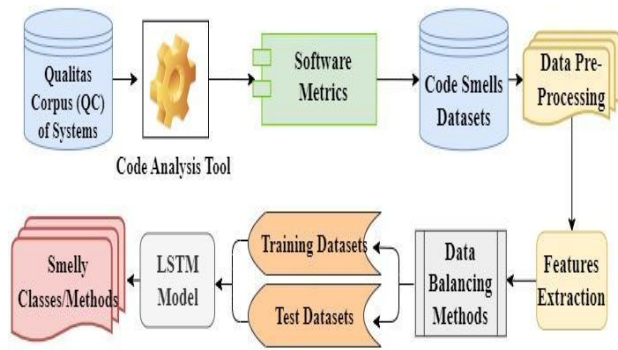 Qualitas
Corpus (QC)
of Systems
Code Analysis Tool
Software
Metrics
Code Smells
Datasets
Data Pre-
Processing
Features
Extraction
Data
Balancing
Methods
Training Datasets
Test Datasets
LSTM
Model
Smelly
Classes/Methods